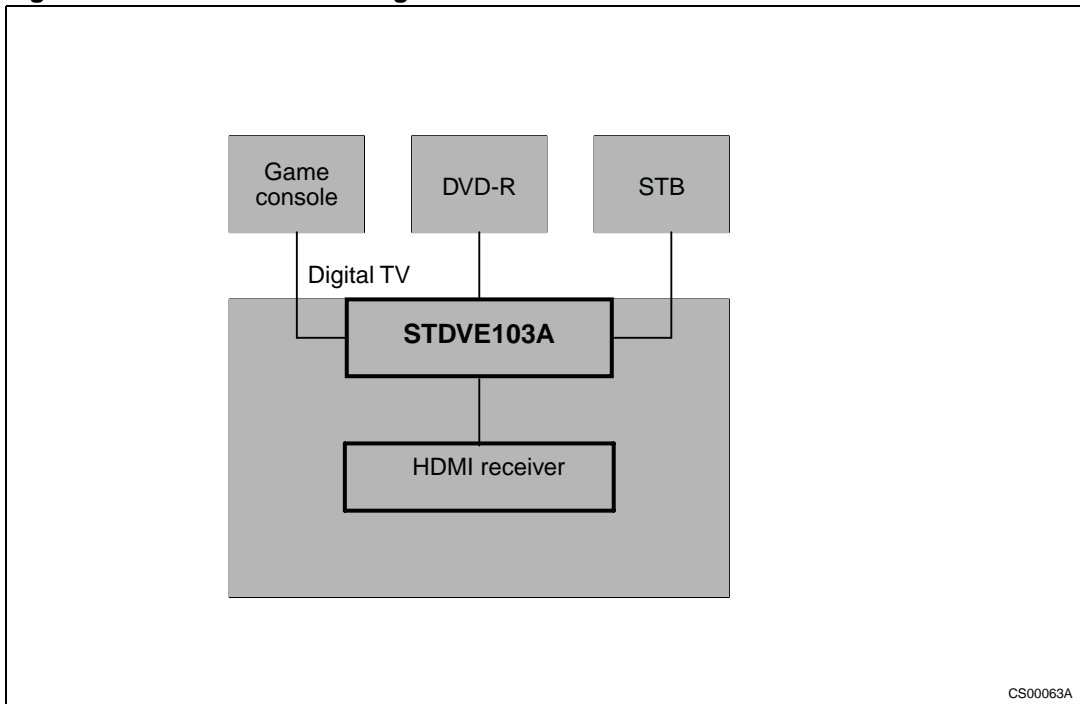 Game
console
DVD-R
STB
Digital TV
STDVE103A
HDMI receiver
CS00063A